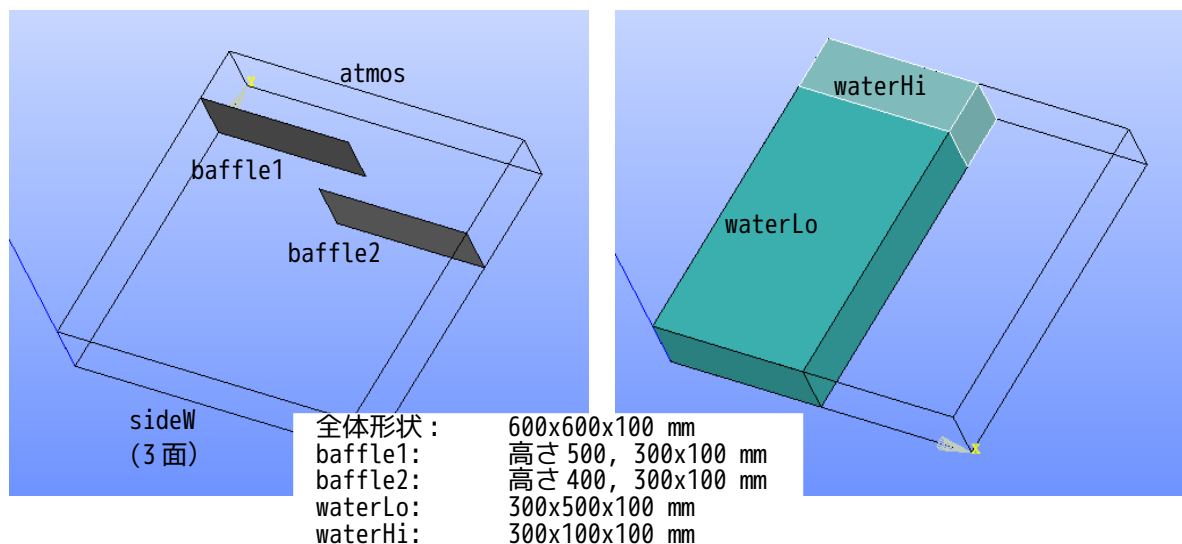 Y
atmos
baffle1
baffle2
sideW
(3面)
waterHi
waterLo
X
全体形状: 600x600x100 mm
baffle1: 高さ500, 300x100 mm
baffle2: 高さ400, 300x100 mm
waterLo: 300x500x100 mm
waterHi: 300x100x100 mm